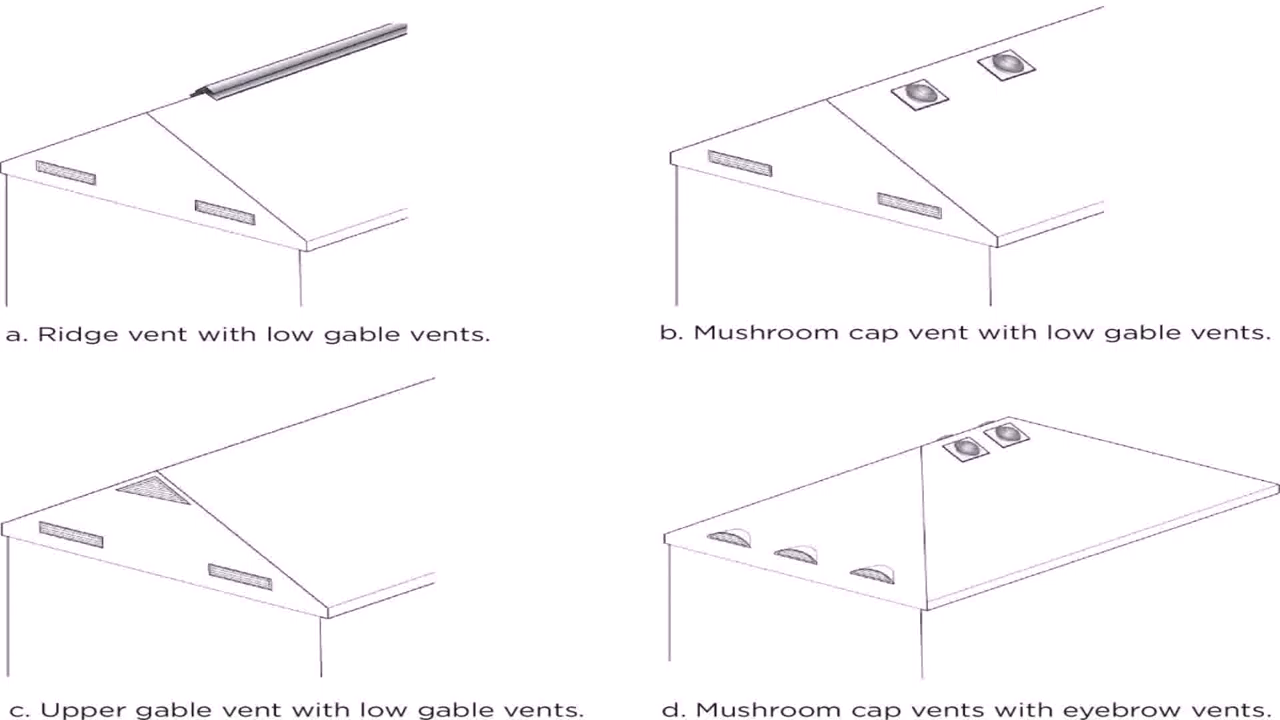 a. Ridge vent with low gable vents.
b. Mushroom cap vent with low gable vents.
c. Upper gable vent with low gable vents.
d. Mushroom cap vents with eyebrow vents.